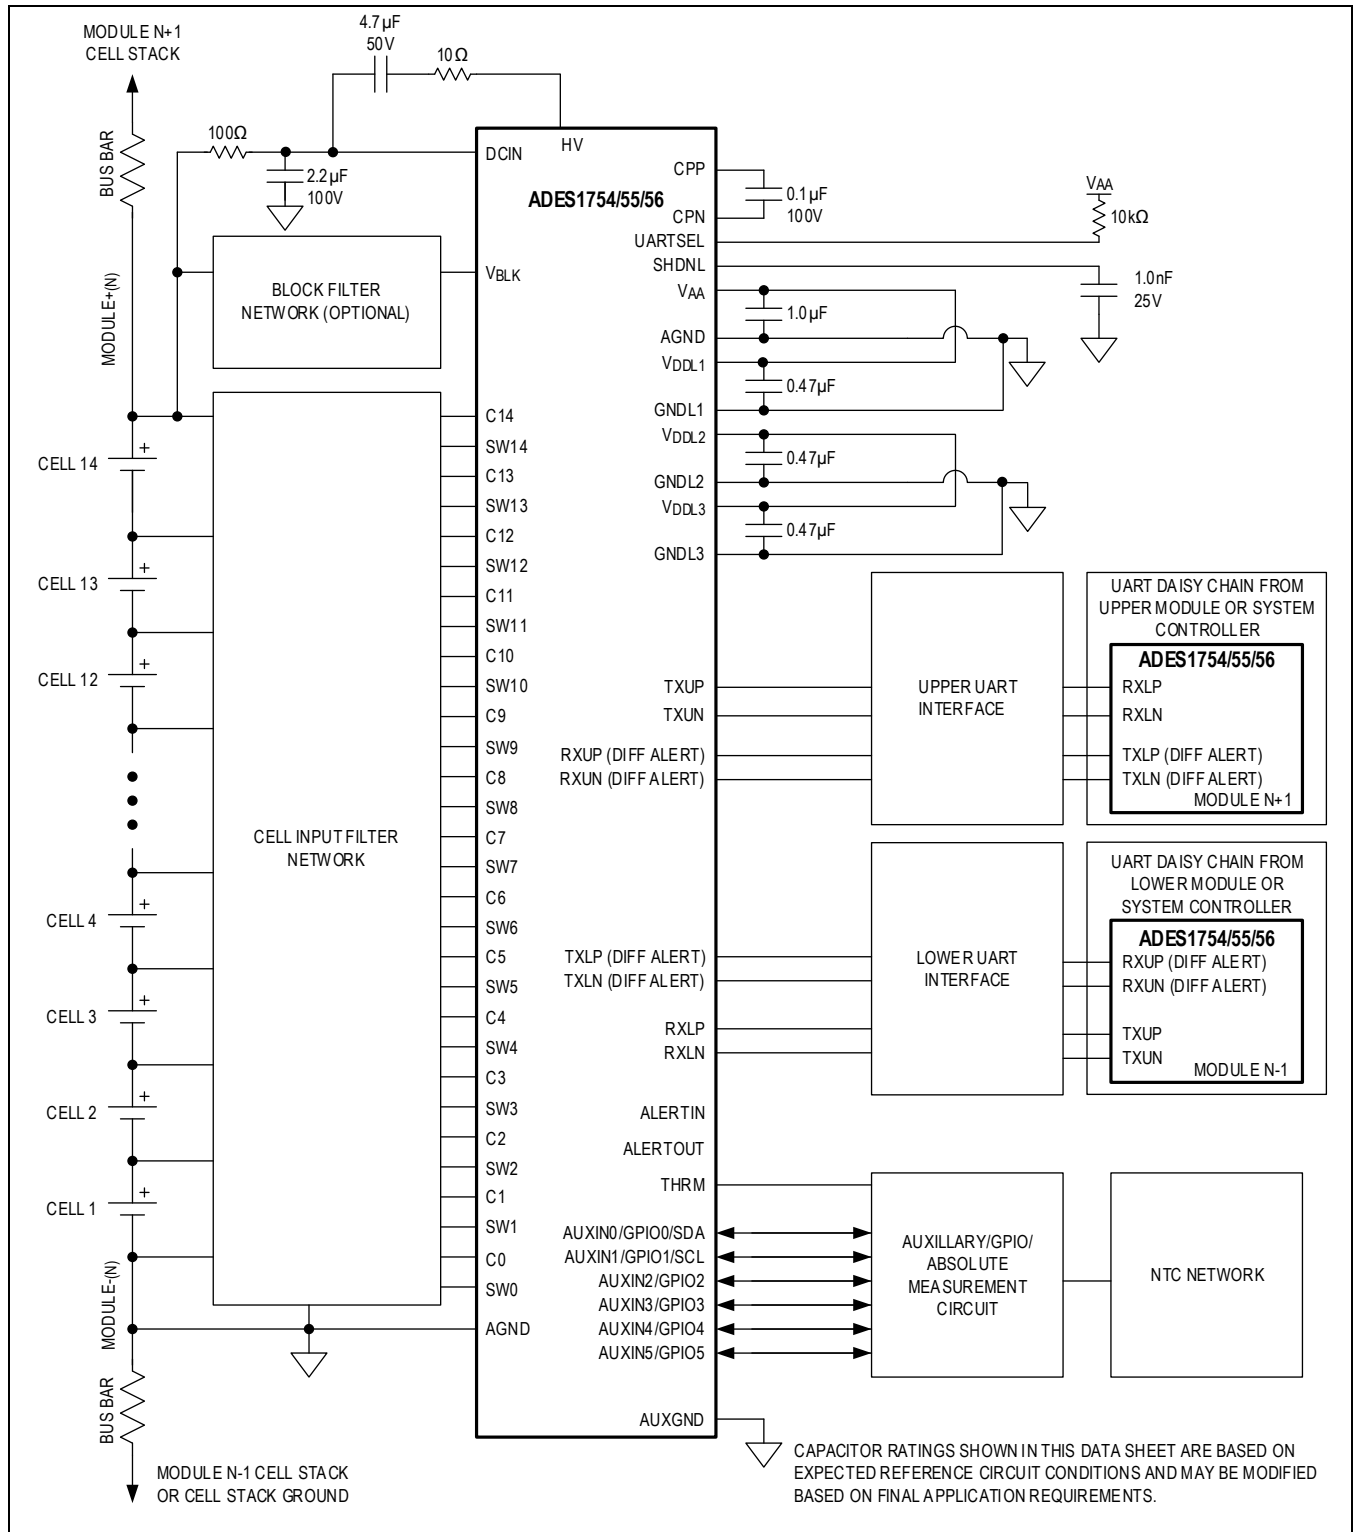 MODULE N+1
CELL STACK
4.7µF
50V
10Ω
BUS BAR
100Ω
2.2µF
100V
DCIN
HV
ADES1754/55/56
CPP
CPN
0.1µF
100V
VAA
10kΩ
UARTSEL
SHDNL
1.0nF
25V
MODULE+(N)
BLOCK FILTER
NETWORK (OPTIONAL)
VBLK
VAA
1.0µF
AGND
VDDL1
0.47µF
GNDL1
VDDL2
0.47µF
GNDL2
VDDL3
0.47µF
GNDL3
CELL 14
CELL 13
CELL 12
CELL 4
CELL 3
CELL 2
CELL 1
+
+
+
+
+
+
+
CELL INPUT FILTER
NETWORK
C14
SW14
C13
SW13
C12
SW12
C11
SW11
C10
SW10
C9
SW9
C8
SW8
C7
SW7
C6
SW6
C5
SW5
C4
SW4
C3
SW3
C2
SW2
C1
SW1
C0
SW0
AGND
TXUP
TXUN
RXUP (DIFF ALERT)
RXUN (DIFF ALERT)
UPPER UART
INTERFACE
UART DAISY CHAIN FROM
UPPER MODULE OR SYSTEM
CONTROLLER
ADES1754/55/56
RXLP
RXLN
TXLP (DIFF ALERT)
TXLN (DIFF ALERT)
MODULE N+1
TXLP (DIFF ALERT)
TXLN (DIFF ALERT)
RXLP
RXLN
LOWER UART
INTERFACE
UART DAISY CHAIN FROM
LOWER MODULE OR
SYSTEM CONTROLLER
ADES1754/55/56
RXUP (DIFF ALERT)
RXUN (DIFF ALERT)
TXUP
TXUN
MODULE N-1
ALERTIN
ALERTOUT
THRM
AUXIN0/GPIO0/SDA
AUXIN1/GPIO1/SCL
AUXIN2/GPIO2
AUXIN3/GPIO3
AUXIN4/GPIO4
AUXIN5/GPIO5
AUXILLARY/GPIO/
ABSOLUTE
MEASUREMENT
CIRCUIT
NTC NETWORK
AUXGND
MODULE-(N)
BUS BAR
MODULE N-1 CELL STACK
OR CELL STACK GROUND
CAPACITOR RATINGS SHOWN IN THIS DATA SHEET ARE BASED ON
EXPECTED REFERENCE CIRCUIT CONDITIONS AND MAY BE MODIFIED
BASED ON FINAL APPLICATION REQUIREMENTS.